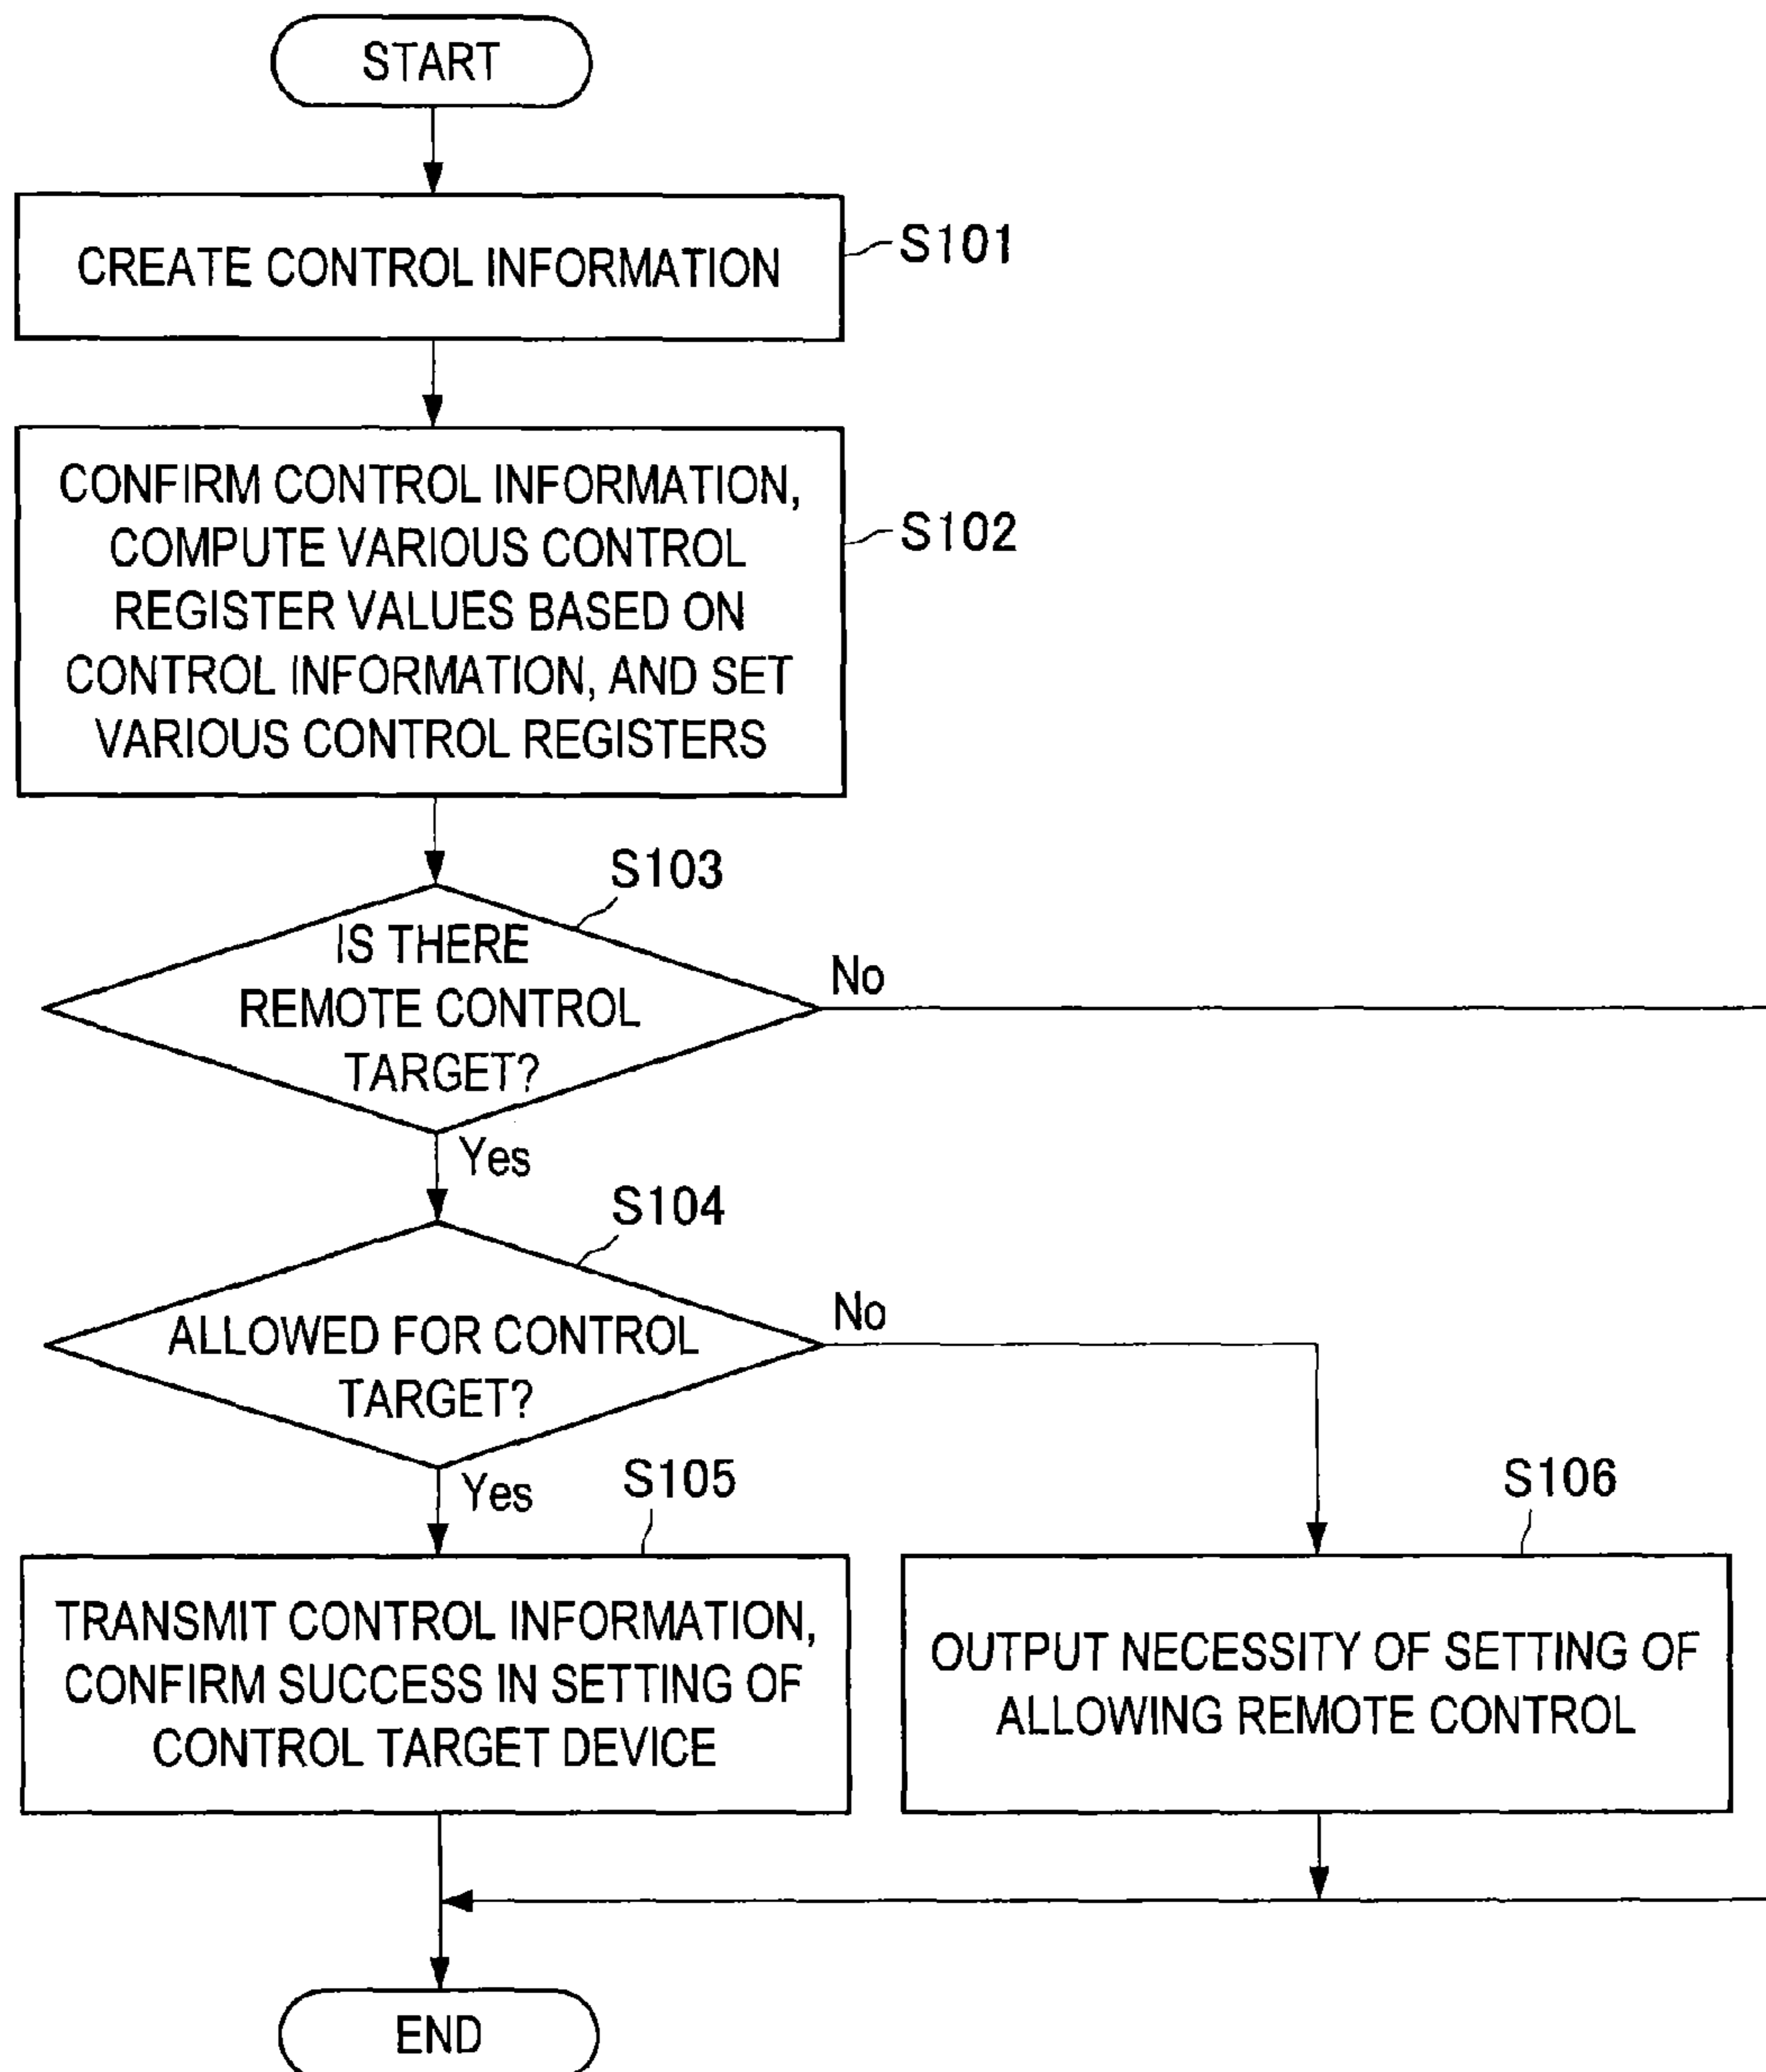 START
CREATE CONTROL INFORMATION
S101
CONFIRM CONTROL INFORMATION,
COMPUTE VARIOUS CONTROL
REGISTER VALUES BASED ON
CONTROL INFORMATION, AND SET
VARIOUS CONTROL REGISTERS
S102
S103
IS THERE
REMOTE CONTROL
TARGET?
No
Yes
S104
ALLOWED FOR CONTROL
TARGET?
No
Yes
S105
TRANSMIT CONTROL INFORMATION,
CONFIRM SUCCESS IN SETTING OF
CONTROL TARGET DEVICE
S106
OUTPUT NECESSITY OF SETTING OF
ALLOWING REMOTE CONTROL
END